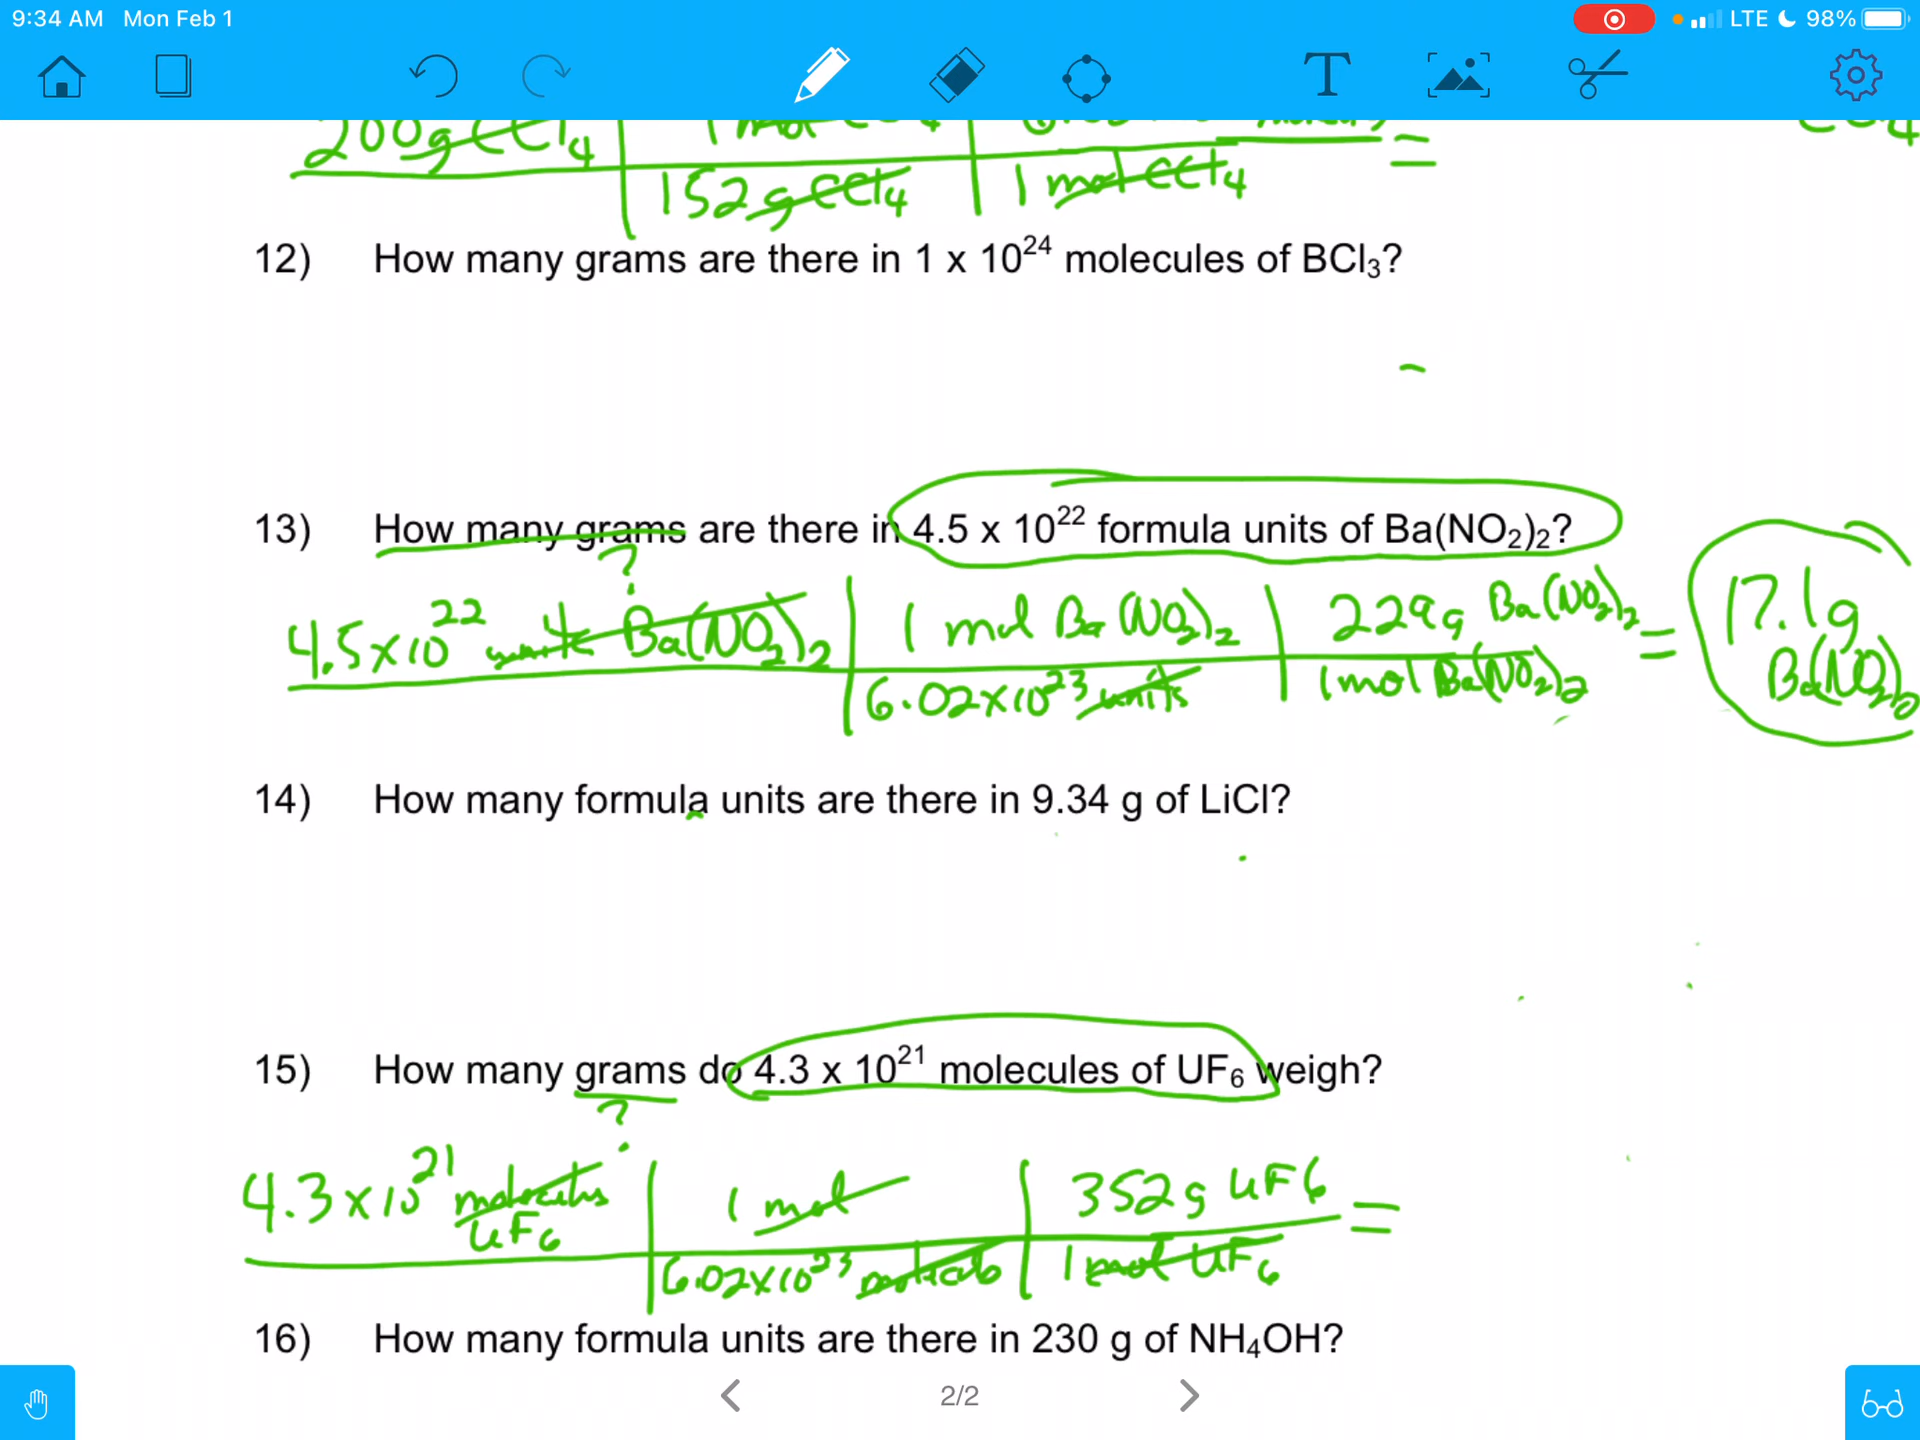 9:34 AM Mon Feb 1
LTE 98%
T
200g CCl4 | 1 mol
152g CCl4 | 1 mol CCl4 =
12) How many grams are there in 1 x 10²⁴ molecules of BCl₃?
13) How many grams are there in 4.5 x 10²² formula units of Ba(NO₂)₂?
?
4.5x10²² units Ba(NO₂)₂ | 1 mol Ba(NO₂)₂ | 229g Ba(NO₂)₂ = 17.1g
6.02x10²³ units | 1 mol Ba(NO₂)₂ Ba(NO₂)₂
14) How many formula units are there in 9.34 g of LiCl?
15) How many grams do 4.3 x 10²¹ molecules of UF₆ weigh?
?
4.3x10²¹ molecules | 1 mol | 352g UF6 =
UF₆ | 6.02x10²³ molecules | 1 mol UF₆
16) How many formula units are there in 230 g of NH₄OH?
2/2